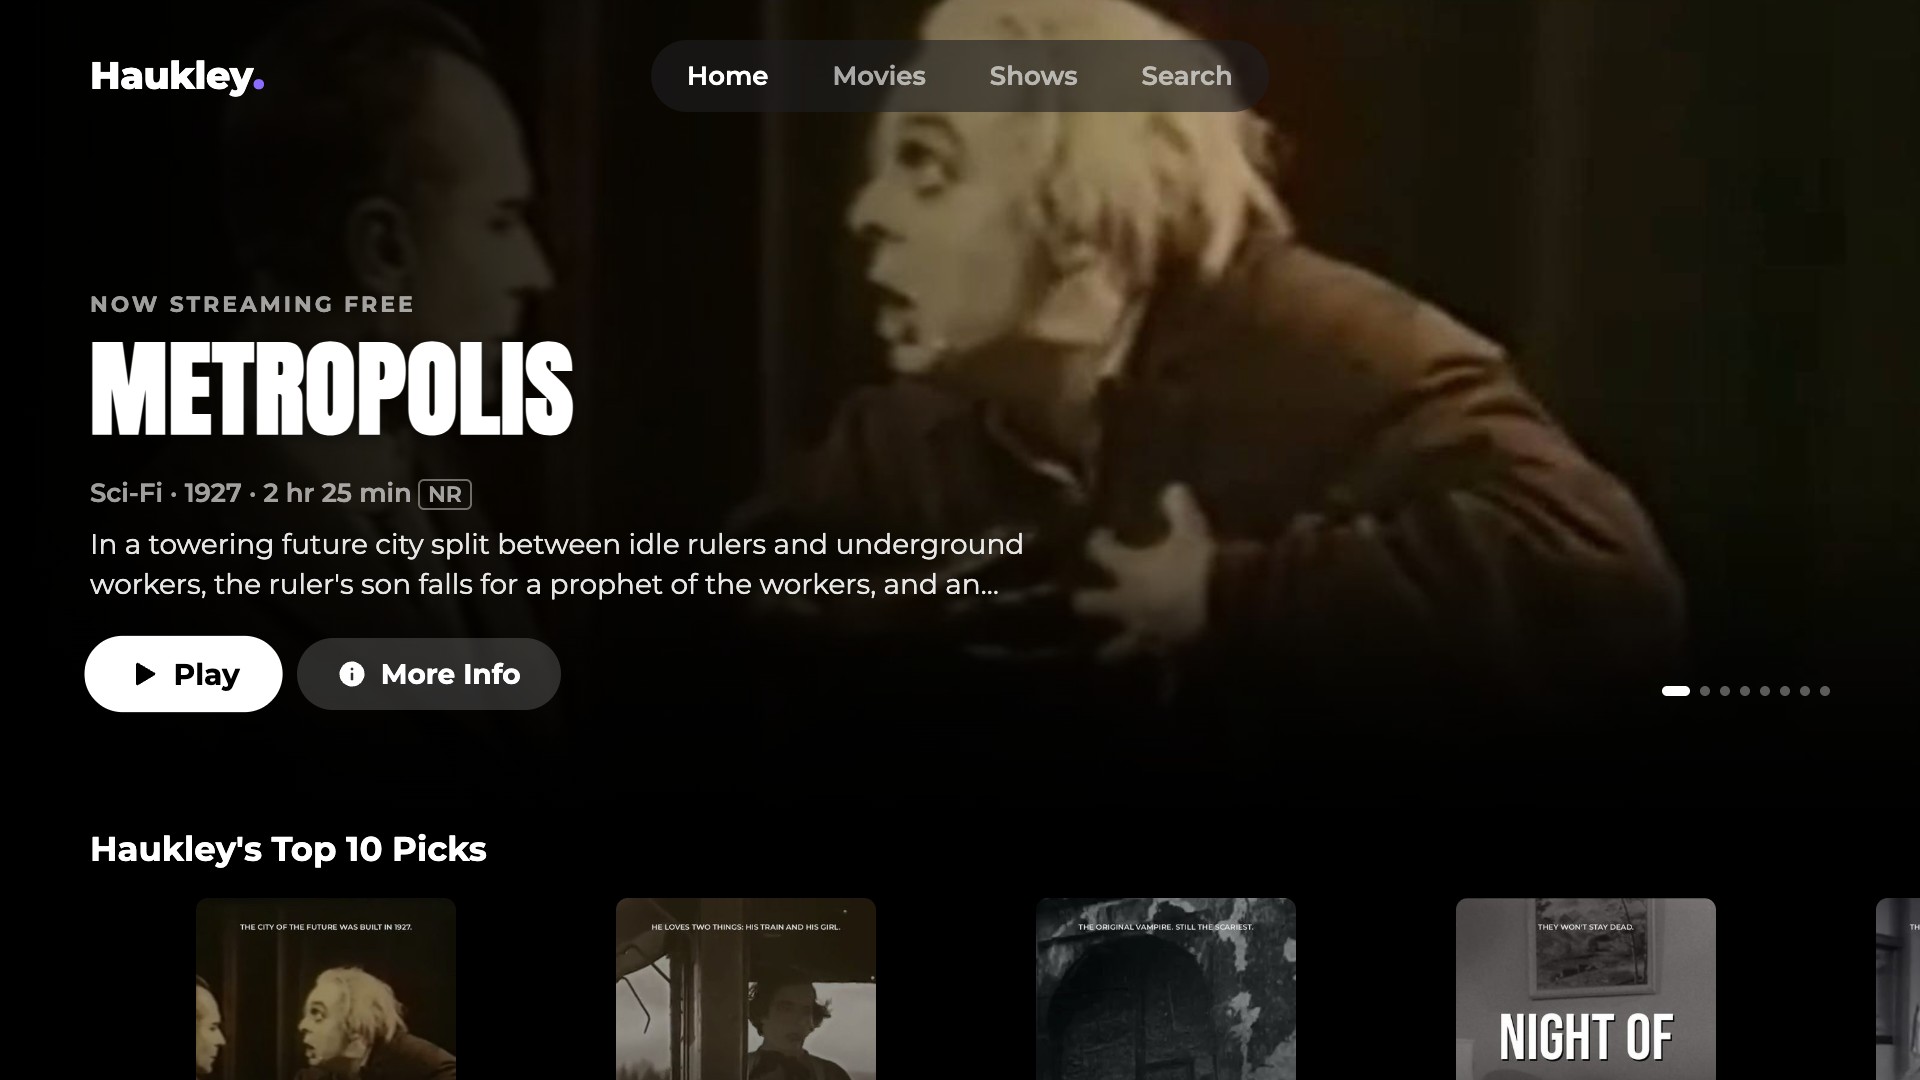 Haukley.
Home
Movies
Shows
Search
NOW STREAMING FREE
METROPOLIS
Sci-Fi · 1927 · 2 hr 25 min NR
In a towering future city split between idle rulers and underground
workers, the ruler's son falls for a prophet of the workers, and an...
Play
More Info
Haukley's Top 10 Picks
THE CITY OF THE FUTURE WAS BUILT IN 1927.
HE LOVES TWO THINGS: HIS TRAIN AND HIS GIRL.
THE ORIGINAL VAMPIRE. STILL THE SCARIEST.
THEY WON'T STAY DEAD.
NIGHT OF